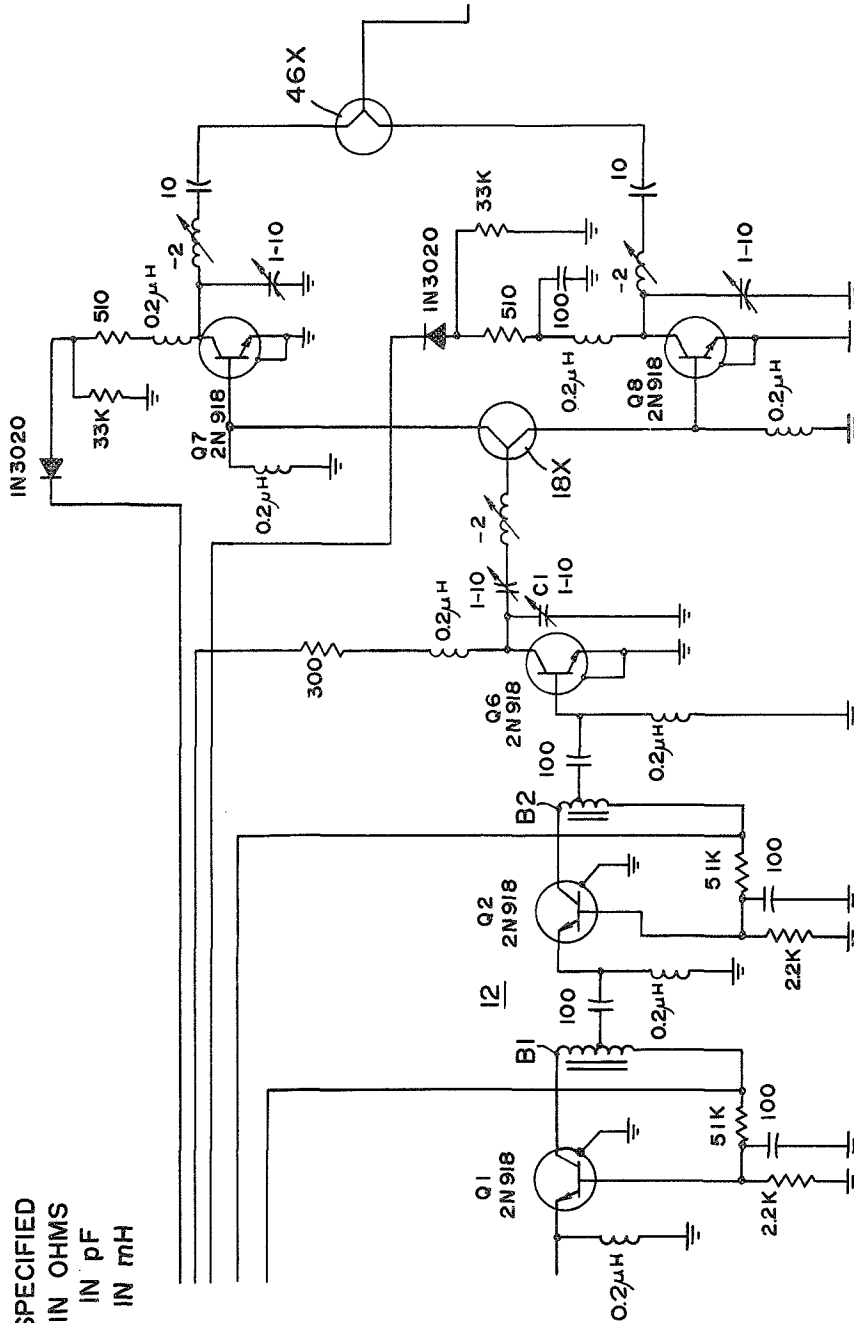 SPECIFIED
IN OHMS
IN pF
IN mH
46X
10
-2
1-10
510
0.2μH
1N3020
33K
Q7
2N918
0.2μH
10
33K
1N3020
510
100
-2
1-10
0.2μH
Q8
2N918
0.2μH
18X
-2
1-10
C1
1-10
0.2μH
300
Q6
2N918
100
0.2μH
B2
51K
100
Q2
2N918
2.2K
12
100
0.2μH
B1
51K
100
Q1
2N918
2.2K
0.2μH